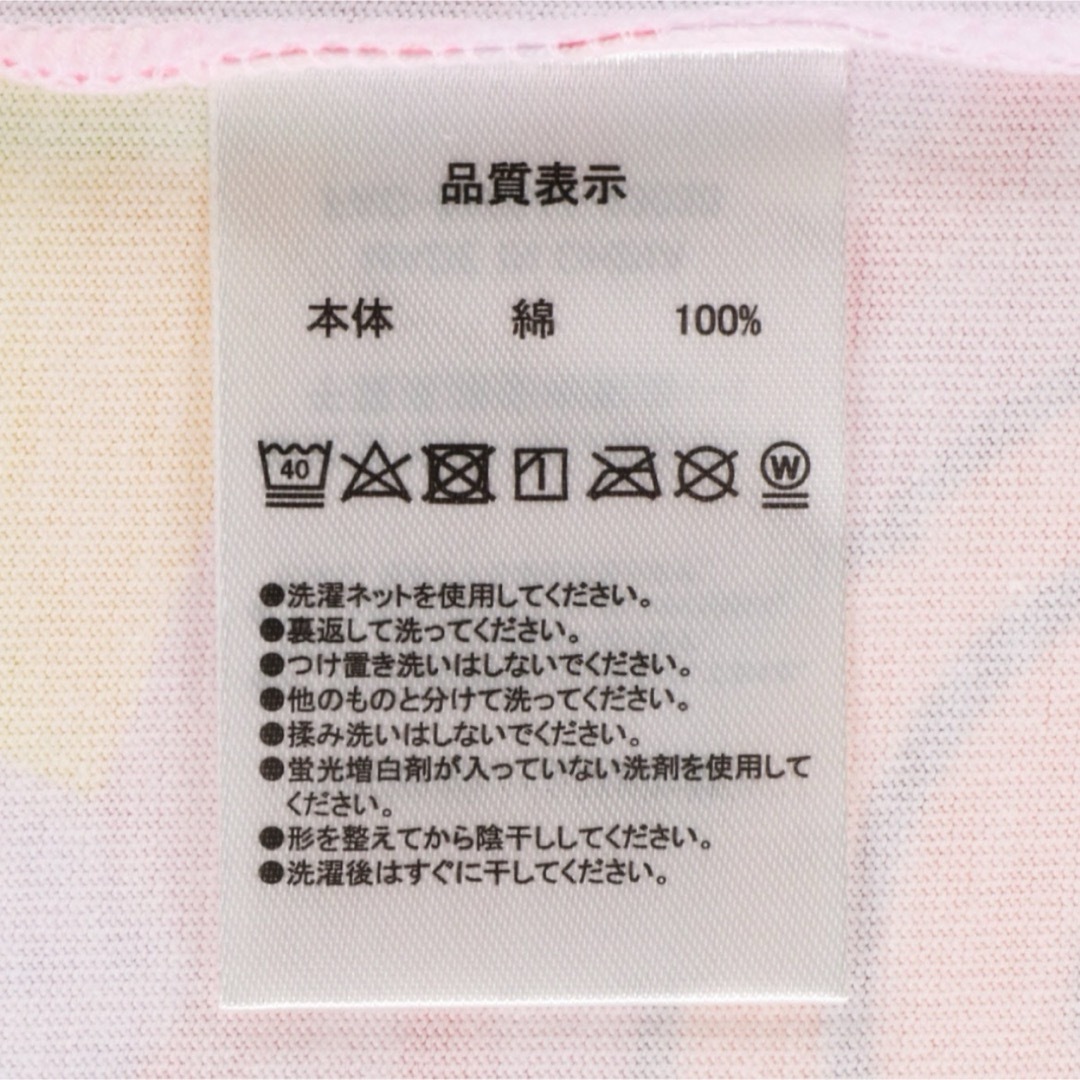 品質表示
本体 綿 100%
40 W
●洗濯ネットを使用してください。
●裏返して洗ってください。
●つけ置き洗いはしないでください。
●他のものと分けて洗ってください。
●揉み洗いはしないでください。
●蛍光増白剤が入っていない洗剤を使用して
ください。
●形を整えてから陰干ししてください。
●洗濯後はすぐに干してください。